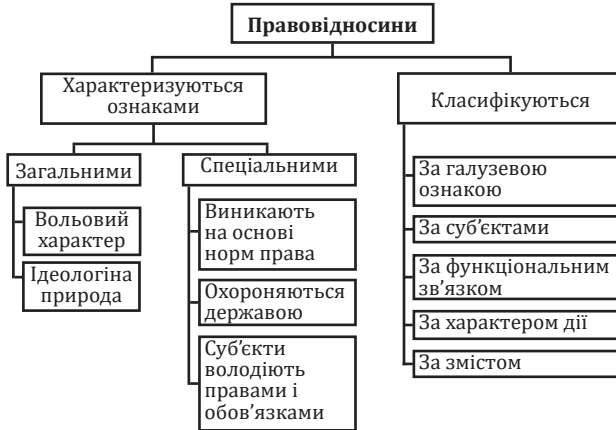 Правовідносини
Характеризуються
ознаками
Загальними
Вольовий
характер
Ідеологіна
природа
Спеціальними
Виникають
на основі
норм права
Охороняються
державою
Суб’єкти
володіють
правами і
обов’язками
Класифікуються
За галузевою
ознакою
За суб’єктами
За функціональним
зв’язком
За характером дії
За змістом